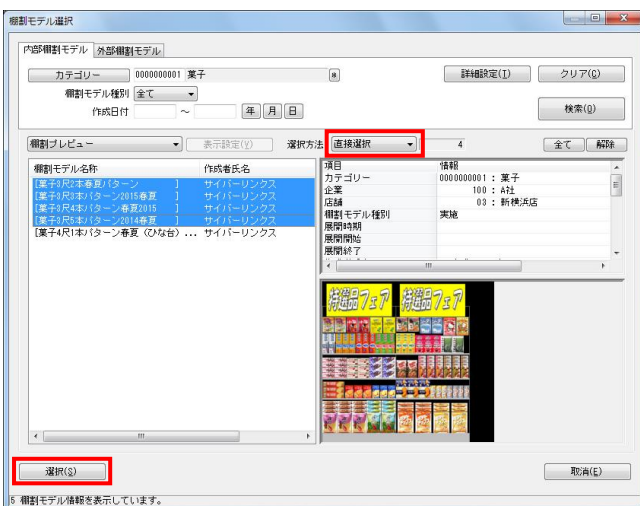 棚割モデル選択
内部棚割モデル 外部棚割モデル
カテゴリー 0000000001 菓子 詳細設定(I) クリア(C)
棚割モデル種別 全て
作成日付 ~ 年 月 日 検索(Q)
棚割プレビュー 表示設定(Y) 選択方法 直接選択 4 全て 解除
棚割モデル名称 作成者氏名
[菓子3尺2本春夏パターン ] サイバーリンクス
[菓子3尺3本パターン2015春夏 ] サイバーリンクス
[菓子3尺4本パターン春夏2015 ] サイバーリンクス
[菓子3尺5本パターン2014春夏 ] サイバーリンクス
[菓子4尺1本パターン春夏（ひな台）... サイバーリンクス
項目 情報
カテゴリー 0000000001 : 菓子
企業 100 : A社
店舗 03 : 新横浜店
棚割モデル種別 実施
展開時期
展開開始
展開終了
特選品フェア 特選品フェア
選択(S) 取消(E)
5 棚割モデル情報を表示しています。